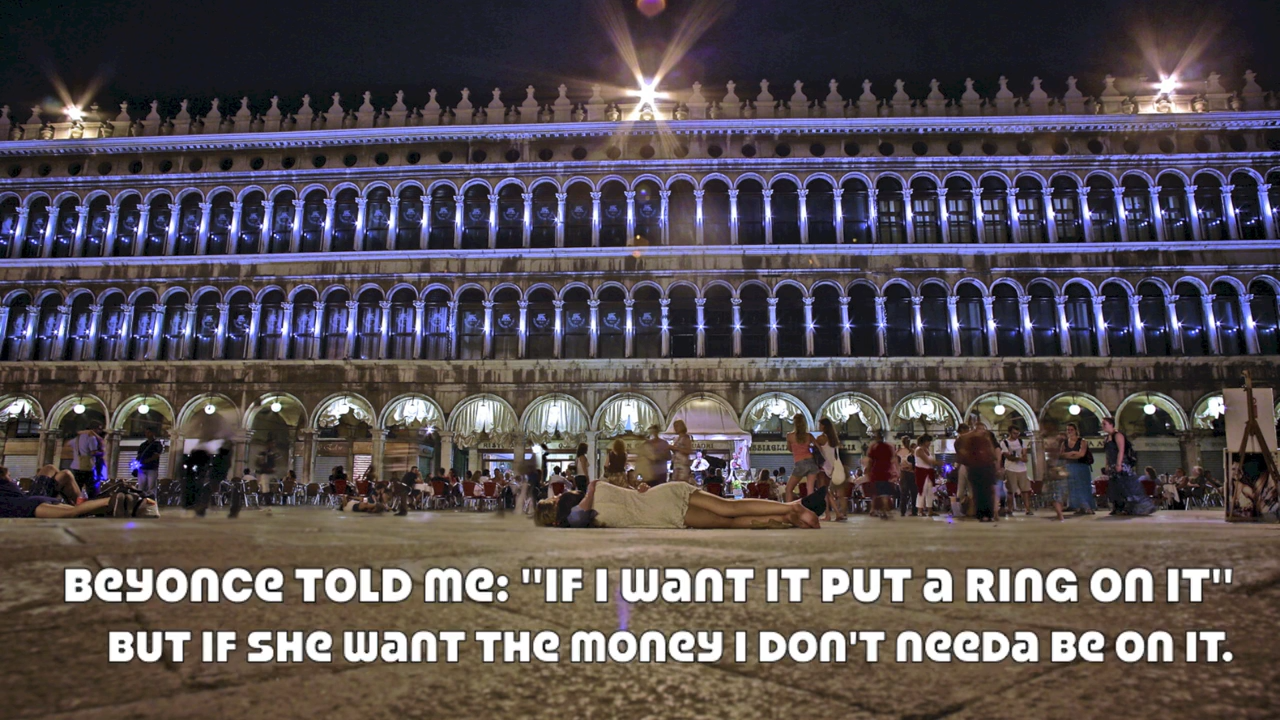 Beyonce told me: "If I want it put a ring on it"
But if she want the money I don't needa be on it.